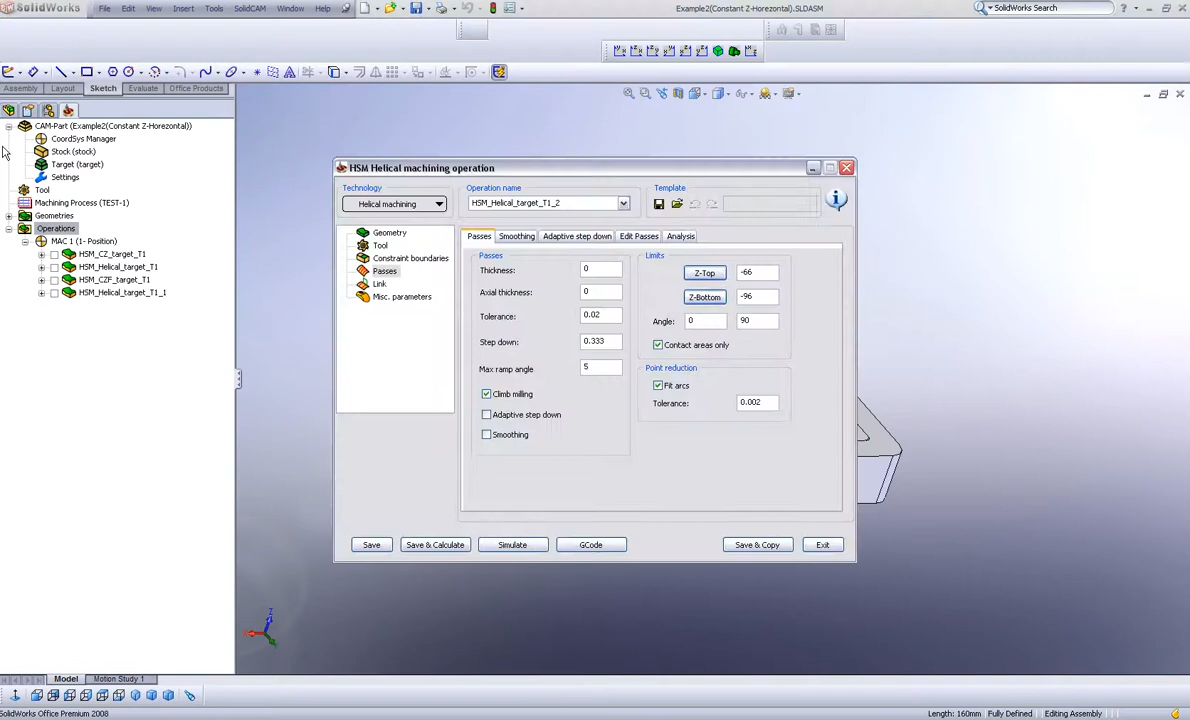 SolidWorks File Edit View Insert Tools SolidCAM Window Help Example2(Constant Z-Horezontal).SLDASM SolidWorks Search
Assembly Layout Sketch Evaluate Office Products
CAM-Part (Example2(Constant Z-Horezontal))
CoordSys Manager
Stock (stock)
Target (target)
Settings
Tool
Machining Process (TEST-1)
Geometries
Operations
MAC 1 (1- Position)
HSM_CZ_target_T1
HSM_Helical_target_T1
HSM_CZF_target_T1
HSM_Helical_target_T1_1
HSM Helical machining operation
Technology
Helical machining
Operation name
HSM_Helical_target_T1_2
Template
Geometry
Tool
Constraint boundaries
Passes
Link
Misc. parameters
Passes Smoothing Adaptive step down Edit Passes Analysis
Passes
Thickness: 0
Axial thickness: 0
Tolerance: 0.02
Step down: 0.333
Max ramp angle 5
Climb milling
Adaptive step down
Smoothing
Limits
Z-Top -66
Z-Bottom -96
Angle: 0 90
Contact areas only
Point reduction
Fit arcs
Tolerance: 0.002
Save Save & Calculate Simulate GCode Save & Copy Exit
Z
Model Motion Study 1
SolidWorks Office Premium 2008 Length: 160mm Fully Defined Editing Assembly